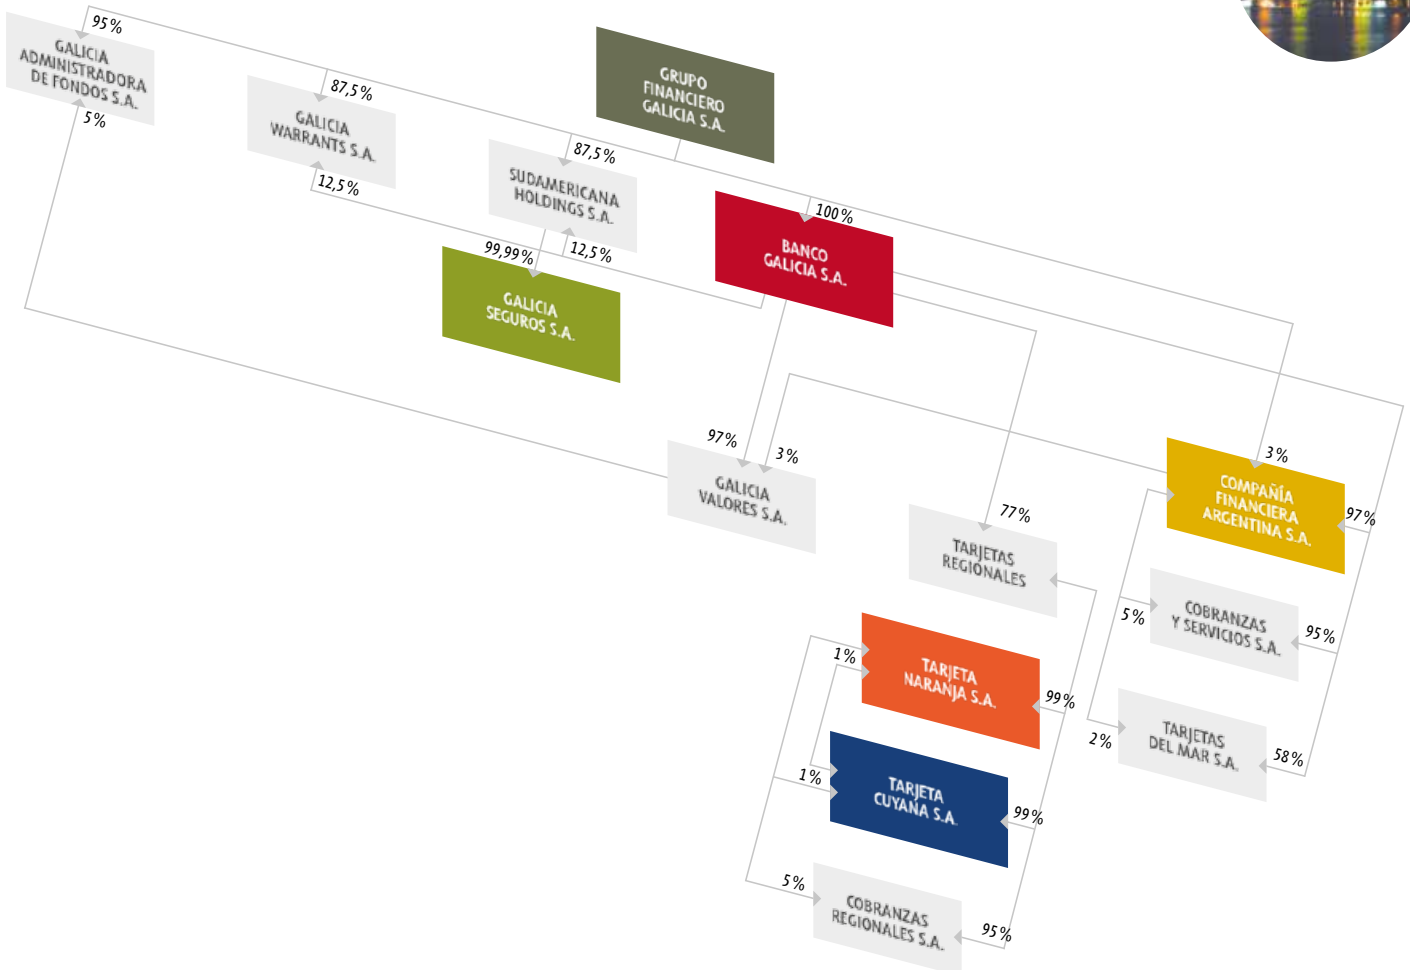 95%
GALICIA
ADMINISTRADORA
DE FONDOS S.A.
5%
87,5%
GALICIA
WARRANTS S.A.
12,5%
GRUPO
FINANCIERO
GALICIA S.A.
87,5%
SUDAMERICANA
HOLDINGS S.A.
12,5%
99,99%
GALICIA
SEGUROS S.A.
100%
BANCO
GALICIA S.A.
97%
3%
GALICIA
VALORES S.A.
77%
TARJETAS
REGIONALES
3%
COMPAÑÍA
FINANCIERA
ARGENTINA S.A.
97%
5%
COBRANZAS
Y SERVICIOS S.A.
95%
2%
TARJETAS
DEL MAR S.A.
58%
1%
TARJETA
NARANJA S.A.
99%
1%
TARJETA
CUYANA S.A.
99%
5%
COBRANZAS
REGIONALES S.A.
95%